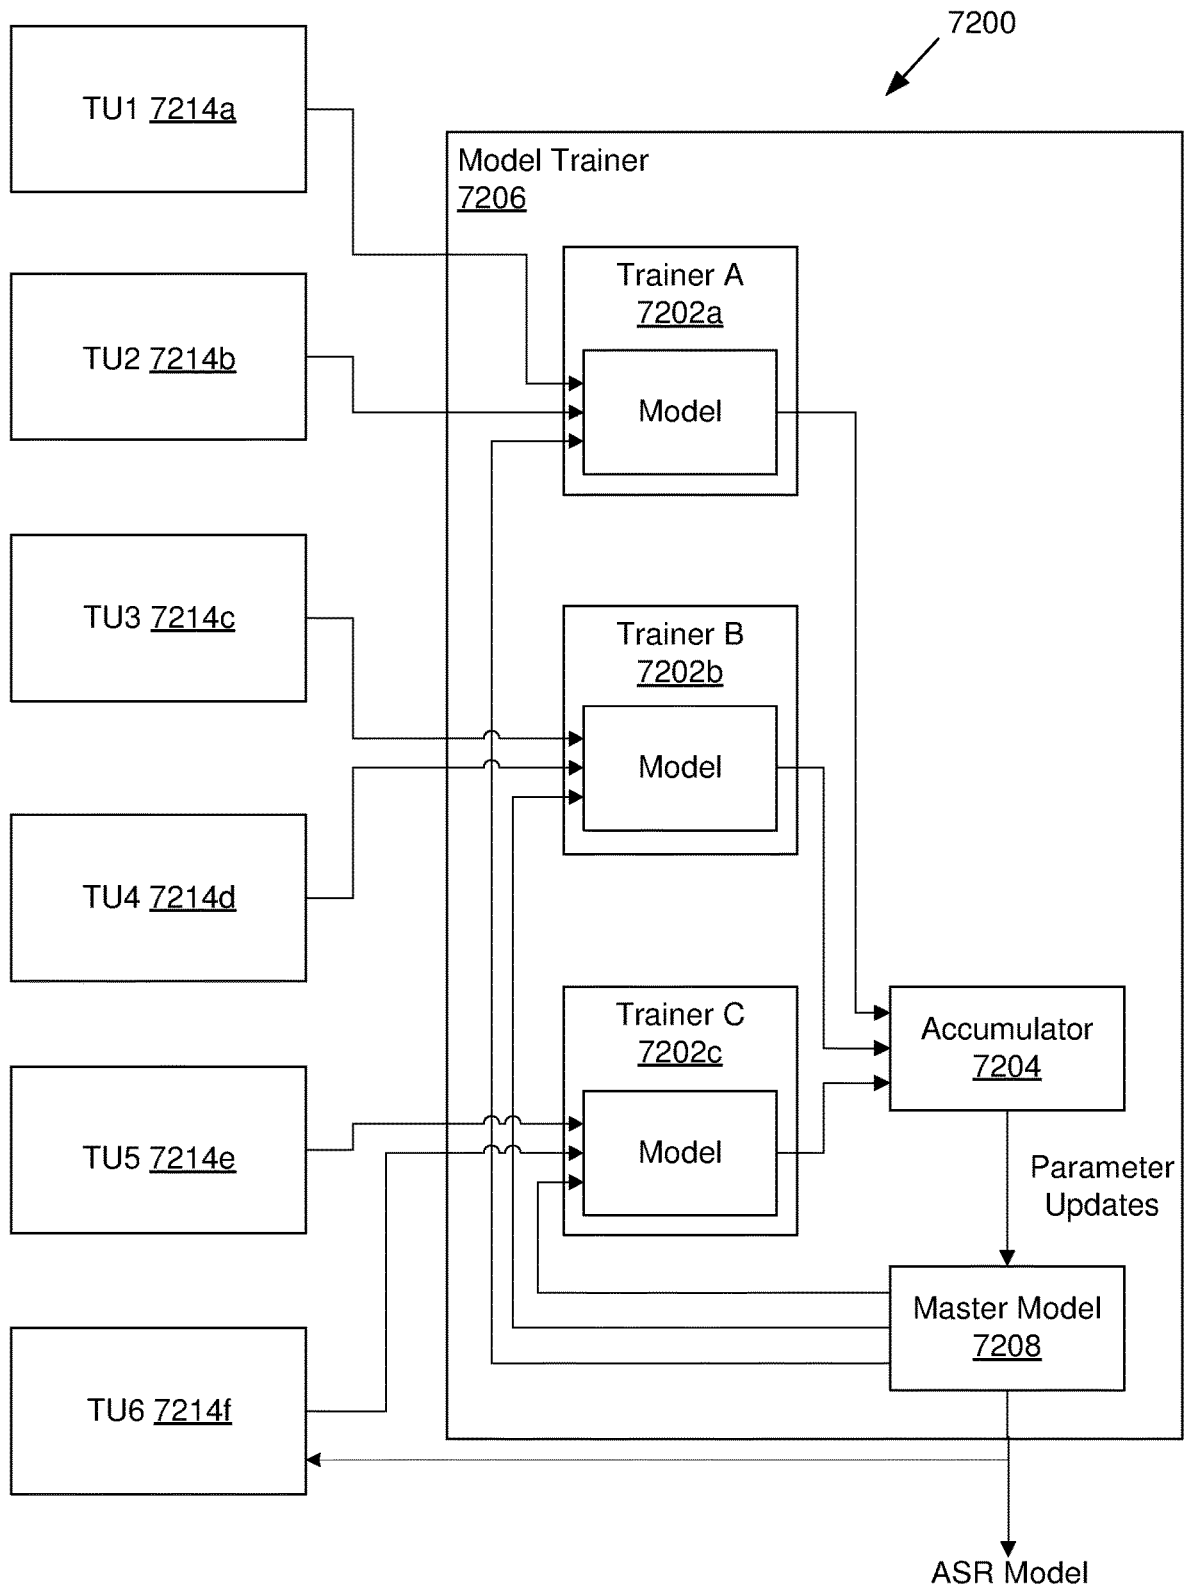 7200
TU1 7214a
Model Trainer
7206
Trainer A
7202a
Model
TU2 7214b
TU3 7214c
Trainer B
7202b
Model
TU4 7214d
Trainer C
7202c
Model
Accumulator
7204
TU5 7214e
Parameter
Updates
Master Model
7208
TU6 7214f
ASR Model